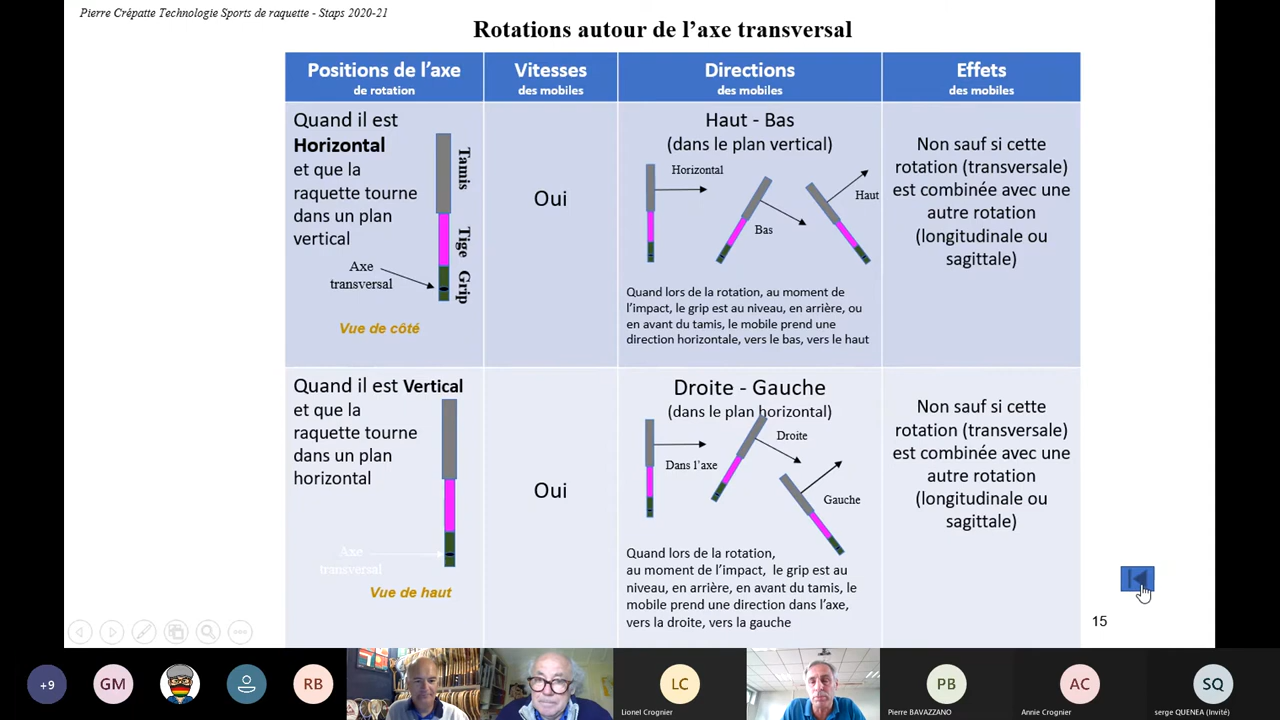 Pierre Crépatte Technologie Sports de raquette - Staps 2020-21
Rotations autour de l'axe transversal
Positions de l'axe
de rotation
Vitesses
des mobiles
Directions
des mobiles
Effets
des mobiles
Quand il est
Horizontal
et que la
raquette tourne
dans un plan
vertical
Tamis
Tige
Grip
Axe
transversal
Vue de côté
Oui
Haut - Bas
(dans le plan vertical)
Horizontal
Bas
Haut
Quand lors de la rotation, au moment de
l'impact, le grip est au niveau, en arrière, ou
en avant du tamis, le mobile prend une
direction horizontale, vers le bas, vers le haut
Non sauf si cette
rotation (transversale)
est combinée avec une
autre rotation
(longitudinale ou
sagittale)
Quand il est Vertical
et que la
raquette tourne
dans un plan
horizontal
Axe
transversal
Vue de haut
Oui
Droite - Gauche
(dans le plan horizontal)
Dans l'axe
Droite
Gauche
Quand lors de la rotation,
au moment de l'impact, le grip est au
niveau, en arrière, en avant du tamis, le
mobile prend une direction dans l'axe,
vers la droite, vers la gauche
Non sauf si cette
rotation (transversale)
est combinée avec une
autre rotation
(longitudinale ou
sagittale)
15
+9
GM
RB
LC
Lionel Crognier
PB
Pierre BAVAZZANO
AC
Annie Crognier
SQ
serge QUENEA (Invité)